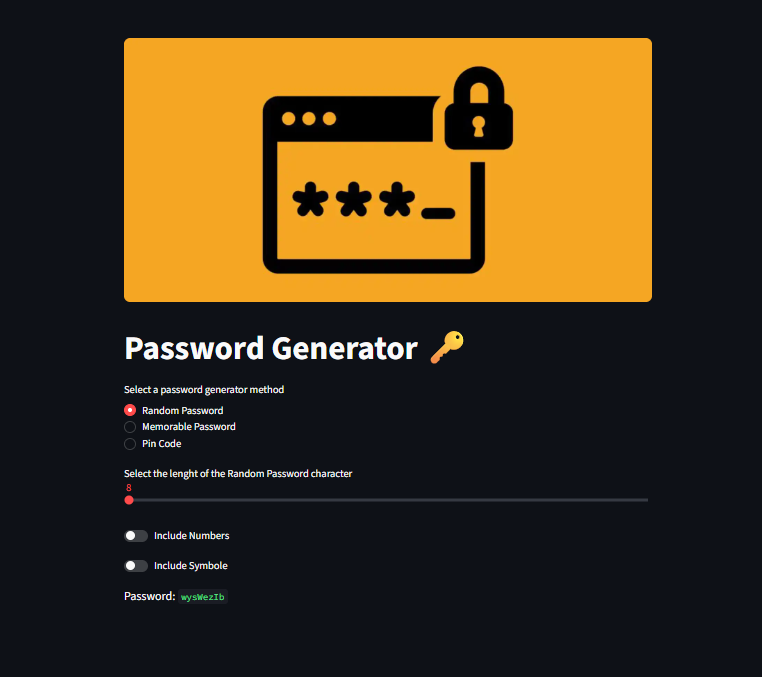 ***_
Password Generator 🔑
Select a password generator method
Random Password
Memorable Password
Pin Code
Select the lenght of the Random Password character
8
Include Numbers
Include Symbole
Password: wysWezIb